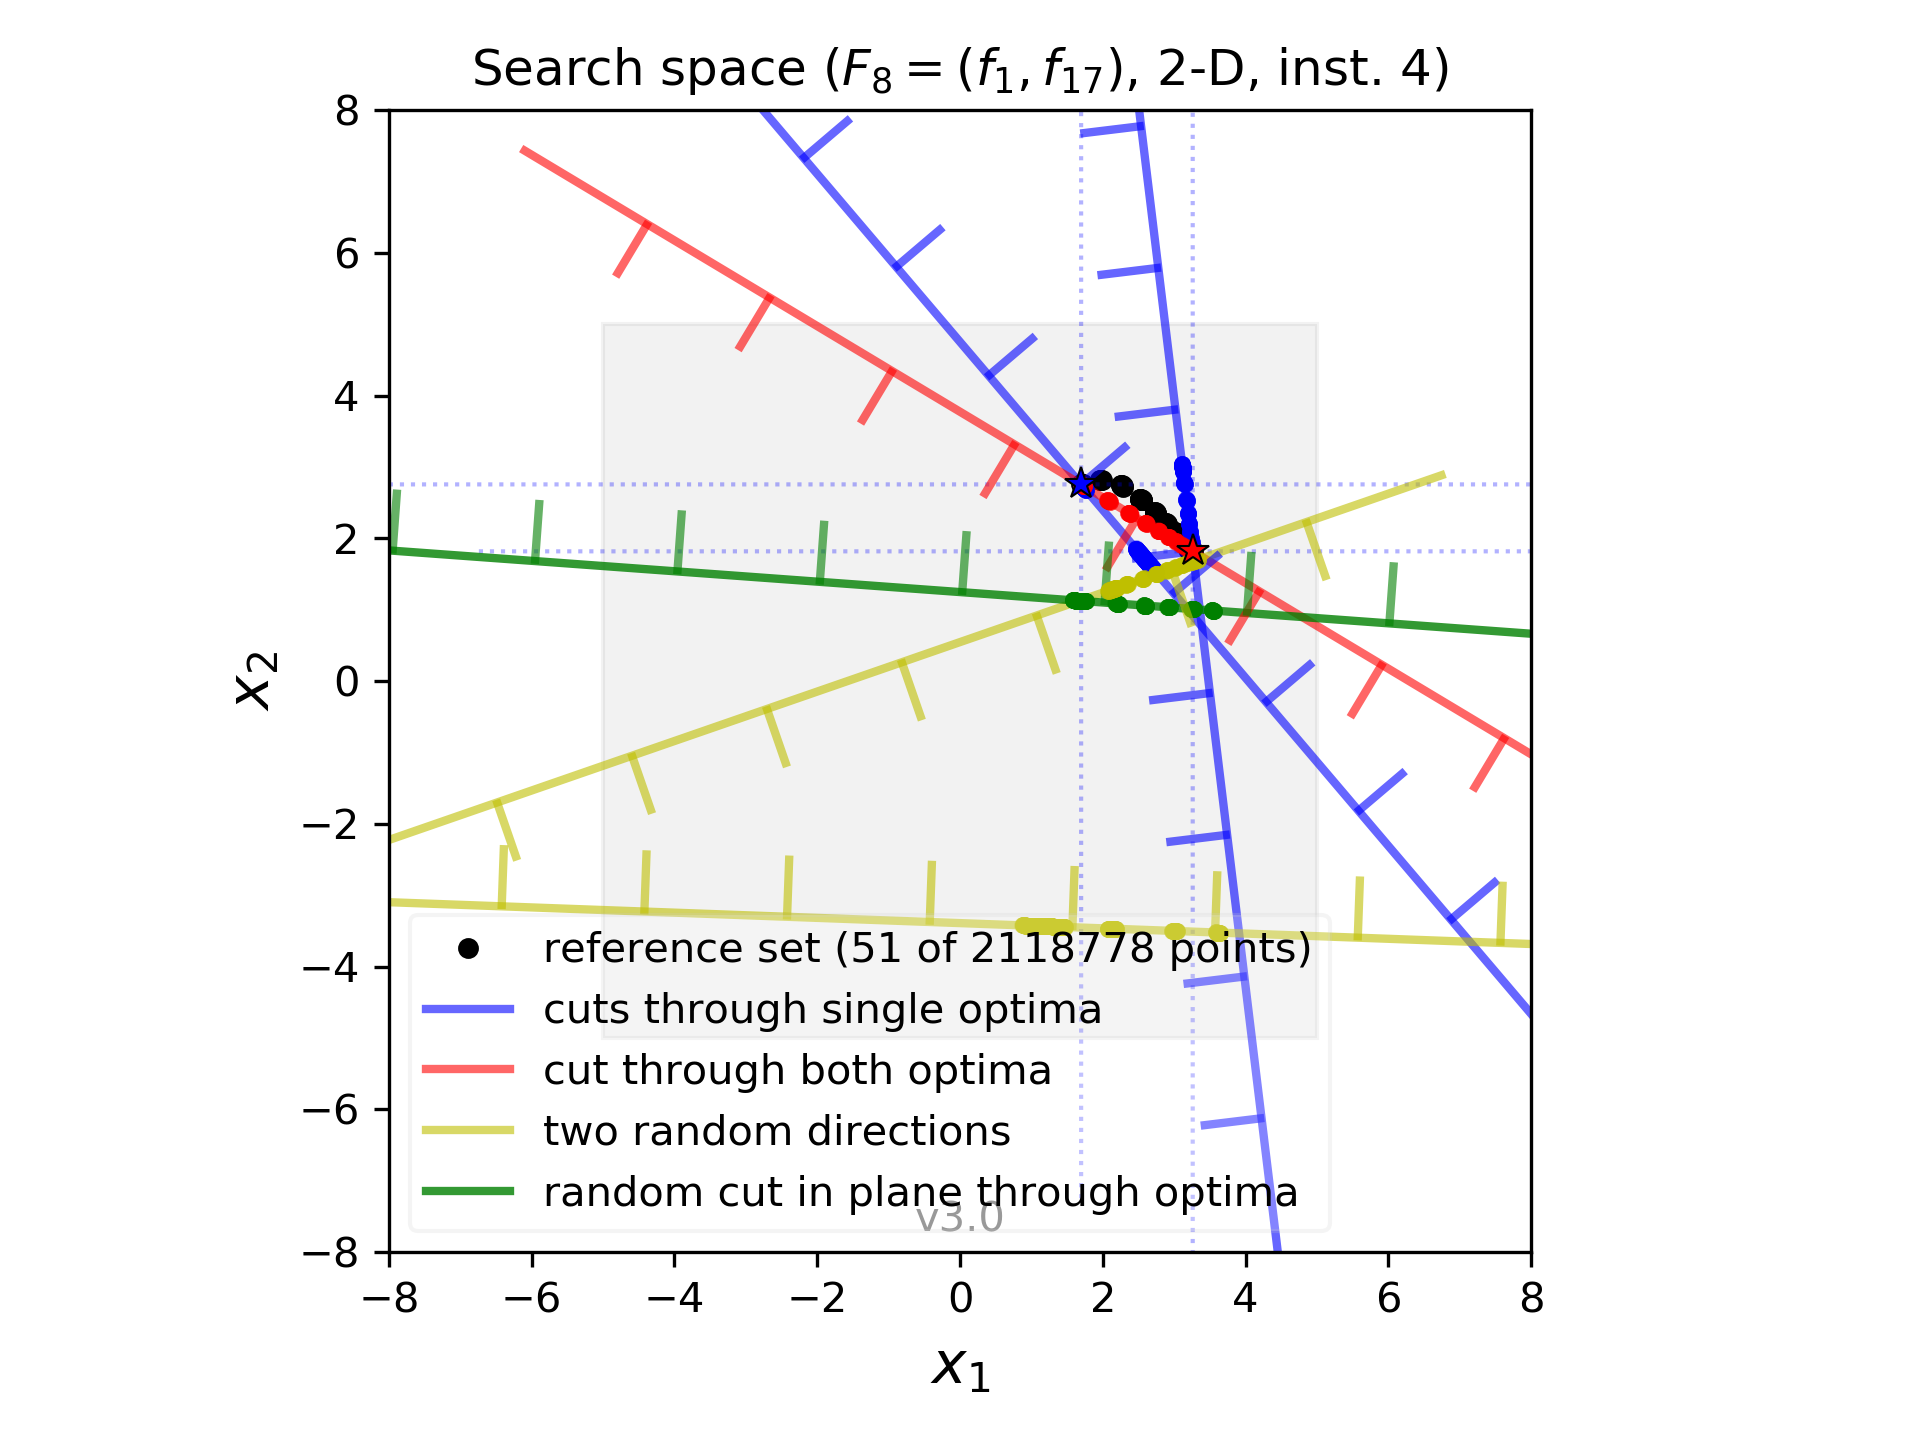 Search space (F₈ = (f₁, f₁₇), 2-D, inst. 4)
8
6
4
2
0
−2
−4
−6
−8
x₂
reference set (51 of 2118778 points)
cuts through single optima
cut through both optima
two random directions
random cut in plane through optima
v3.0
−8 −6 −4 −2 0 2 4 6 8
x₁